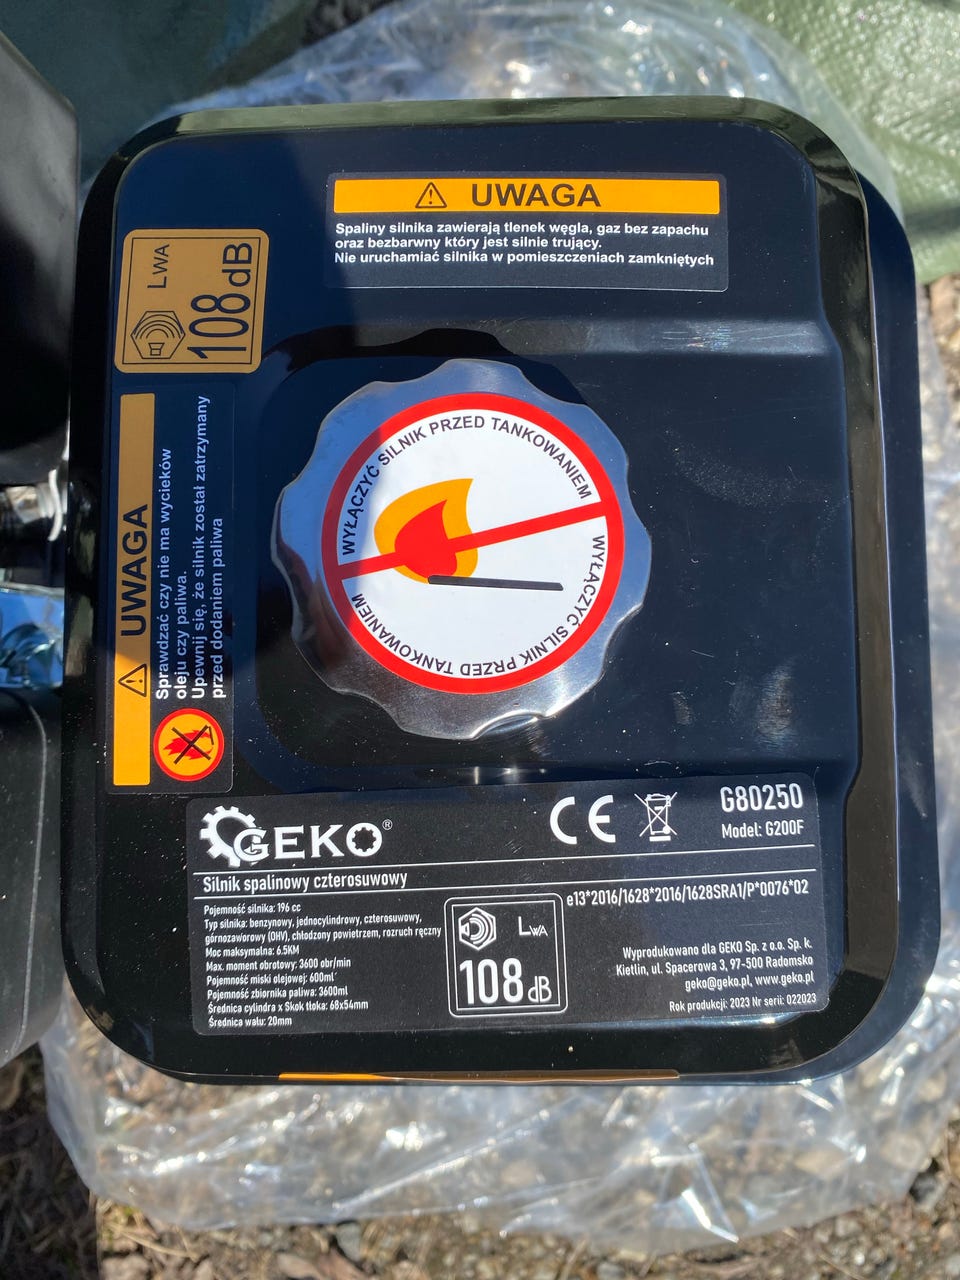 UWAGA
Spaliny silnika zawierają tlenek węgla, gaz bez zapachu
oraz bezbarwny który jest silnie trujący.
Nie uruchamiać silnika w pomieszczeniach zamkniętych
LWA
108dB
UWAGA
Sprawdzać czy nie ma wycieków
oleju czy paliwa.
Upewnij się, że silnik został zatrzymany
przed dodaniem paliwa
WYŁĄCZYĆ SILNIK PRZED TANKOWANIEM
WYŁĄCZYĆ SILNIK PRZED TANKOWANIEM
GEKO®
CE
G80250
Model: G200F
Silnik spalinowy czterosuwowy
Pojemność silnika: 196 cc
Typ silnika: benzynowy, jednocylindrowy, czterosuwowy,
górnozaworowy (OHV), chłodzony powietrzem, rozruch ręczny
Moc maksymalna: 6.5KM
Max. moment obrotowy: 3600 obr/min
Pojemność miski olejowej: 600ml
Pojemność zbiornika paliwa: 3600ml
Średnica cylindra x Skok tłoka: 68x54mm
Średnica wału: 20mm
LWA
108dB
e13*2016/1628*2016/1628SRA1/P*0076*02
Wyprodukowano dla GEKO Sp. z o.o. Sp. k.
Kietlin, ul. Spacerowa 3, 97-500 Radomsko
geko@geko.pl, www.geko.pl
Rok produkcji: 2023 Nr serii: 022023